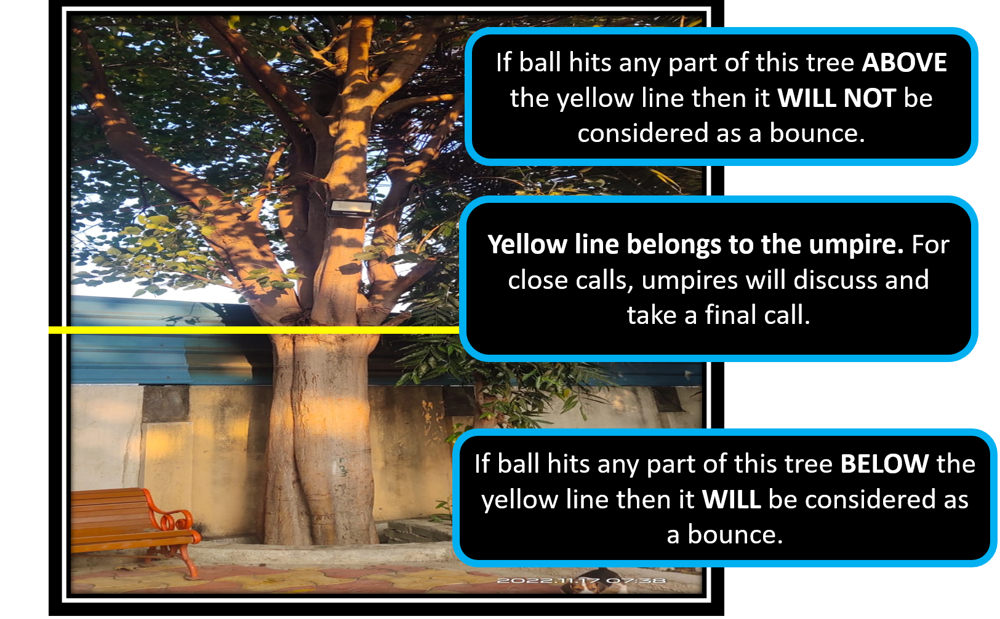 If ball hits any part of this tree ABOVE
the yellow line then it WILL NOT be
considered as a bounce.
Yellow line belongs to the umpire. For
close calls, umpires will discuss and
take a final call.
If ball hits any part of this tree BELOW the
yellow line then it WILL be considered as
a bounce.
2022.11.17 07:38